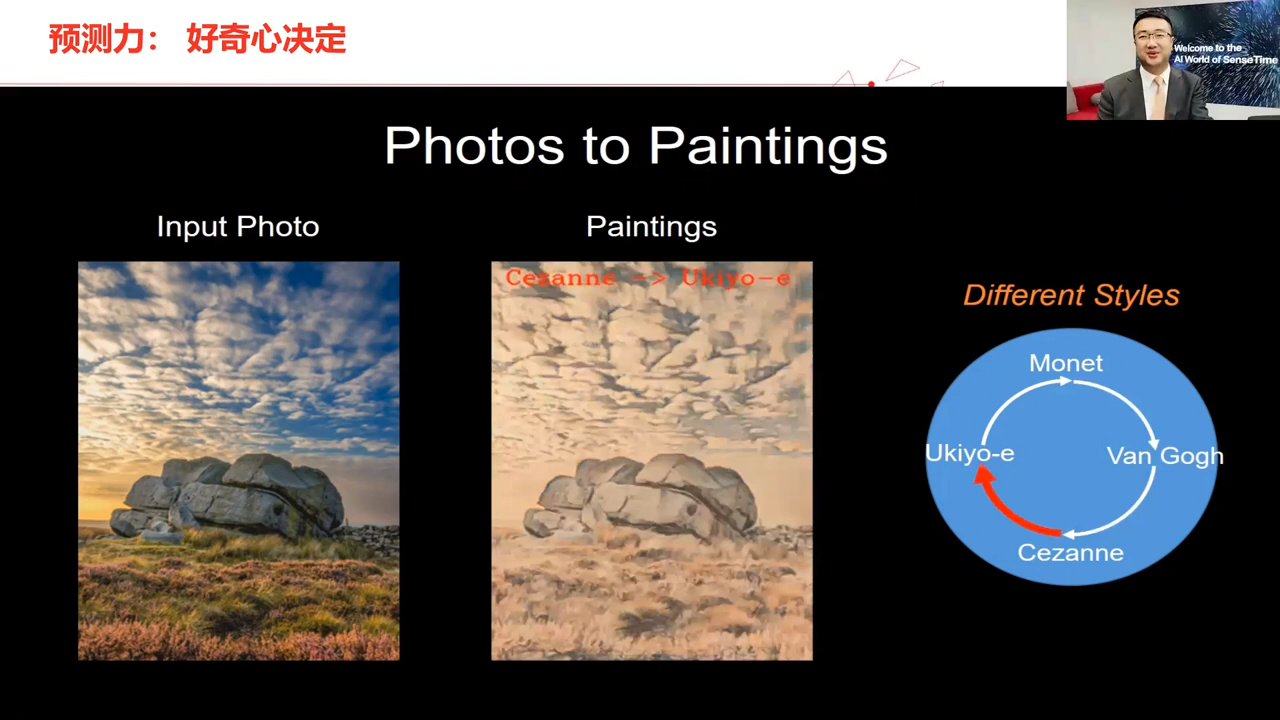 预测力： 好奇心决定
Welcome to the
AI World of SenseTime
Photos to Paintings
Input Photo
Paintings
Cezanne -> Ukiyo-e
Different Styles
Monet
Ukiyo-e
Van Gogh
Cezanne